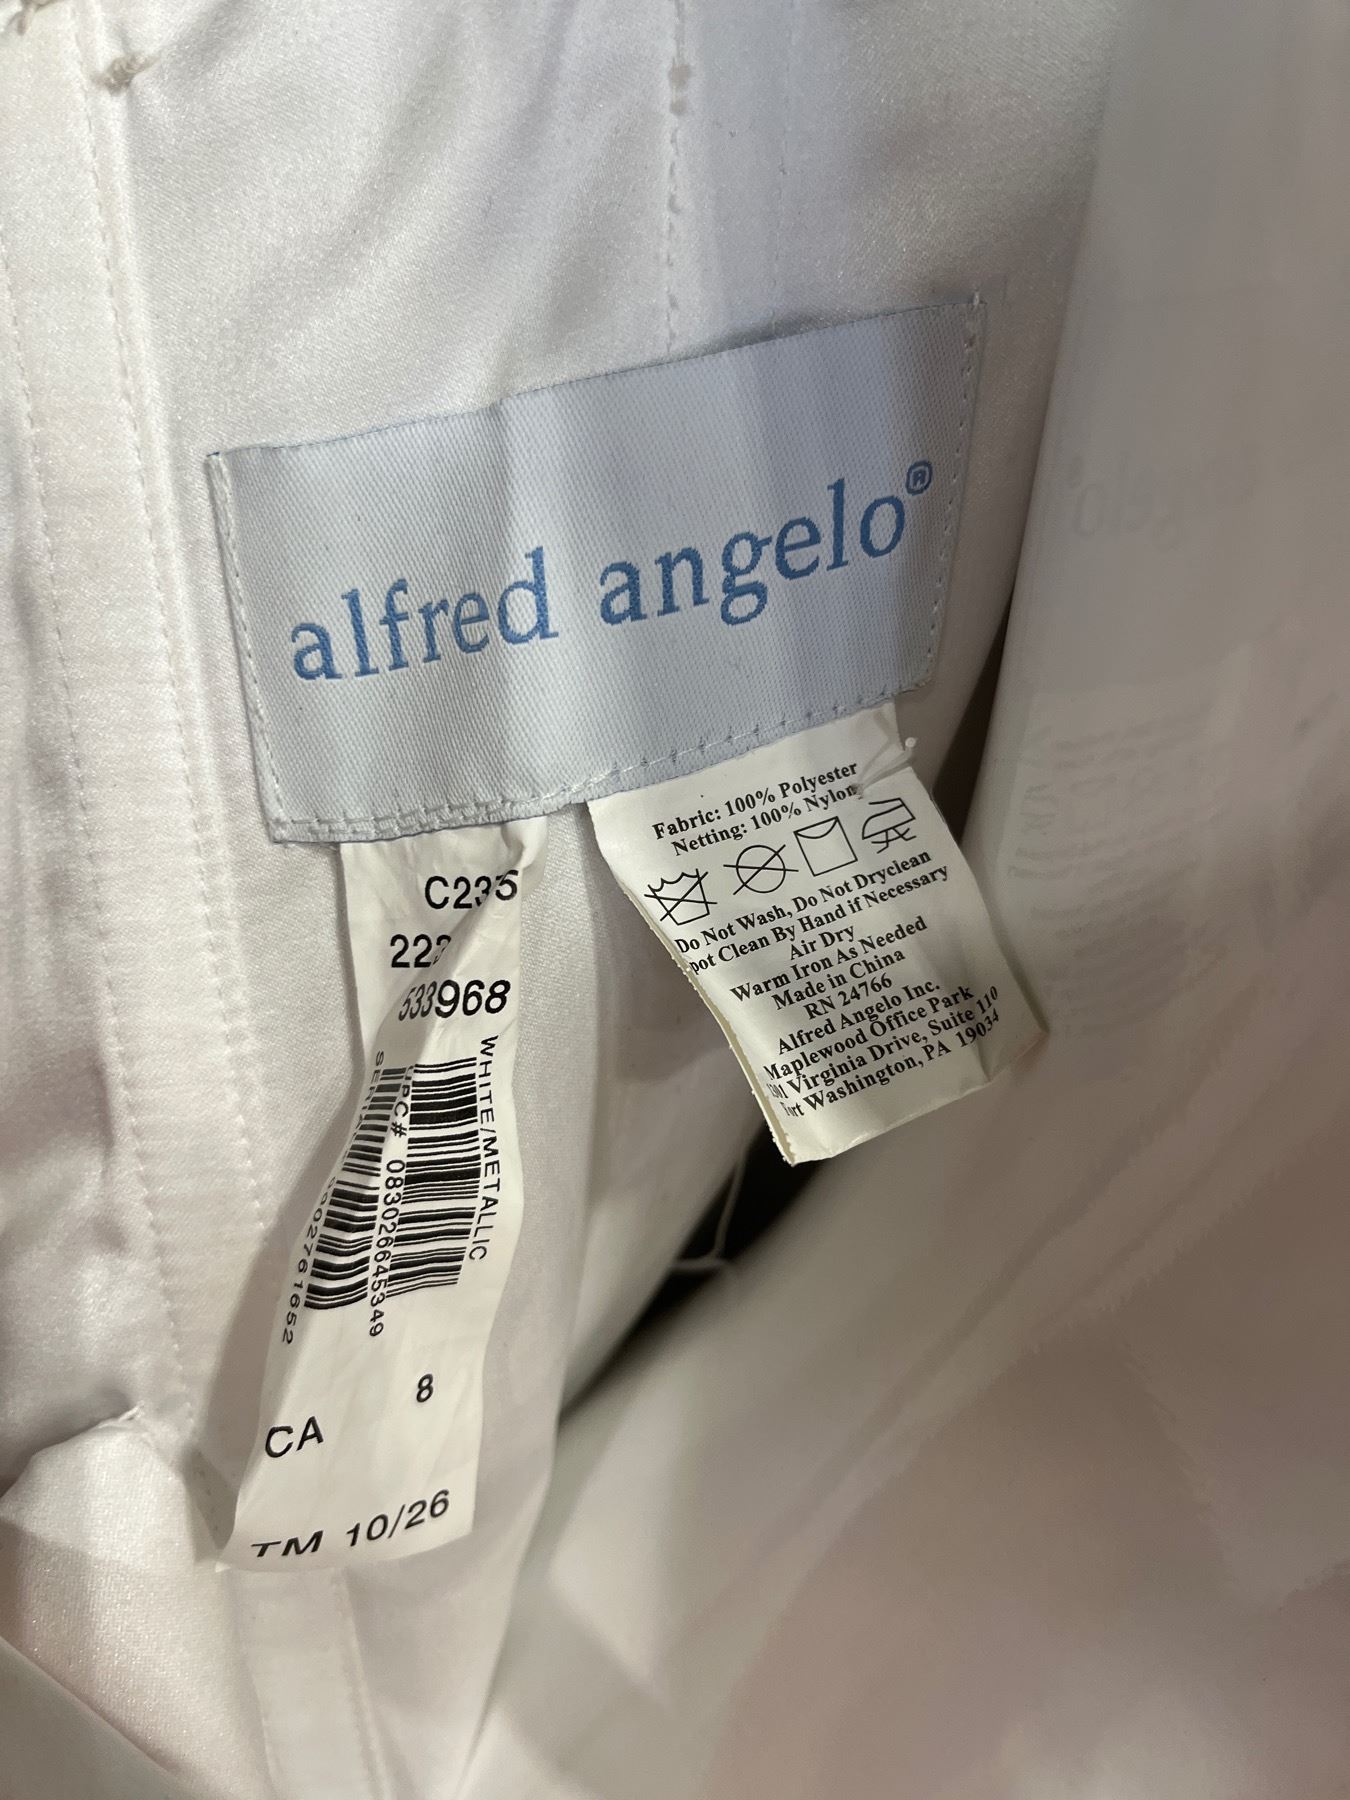 alfred angelo®
Fabric: 100% Polyester
Netting: 100% Nylon
Do Not Wash, Do Not Dryclean
pot Clean By Hand if Necessary
Air Dry
Warm Iron As Needed
Made in China
RN 24766
Alfred Angelo Inc.
Maplewood Office Park
Virginia Drive, Suite 110
Washington, PA 19034
C235
533968
WHITE/METALLIC
UPC# 083026645349
8
CA
TM 10/26